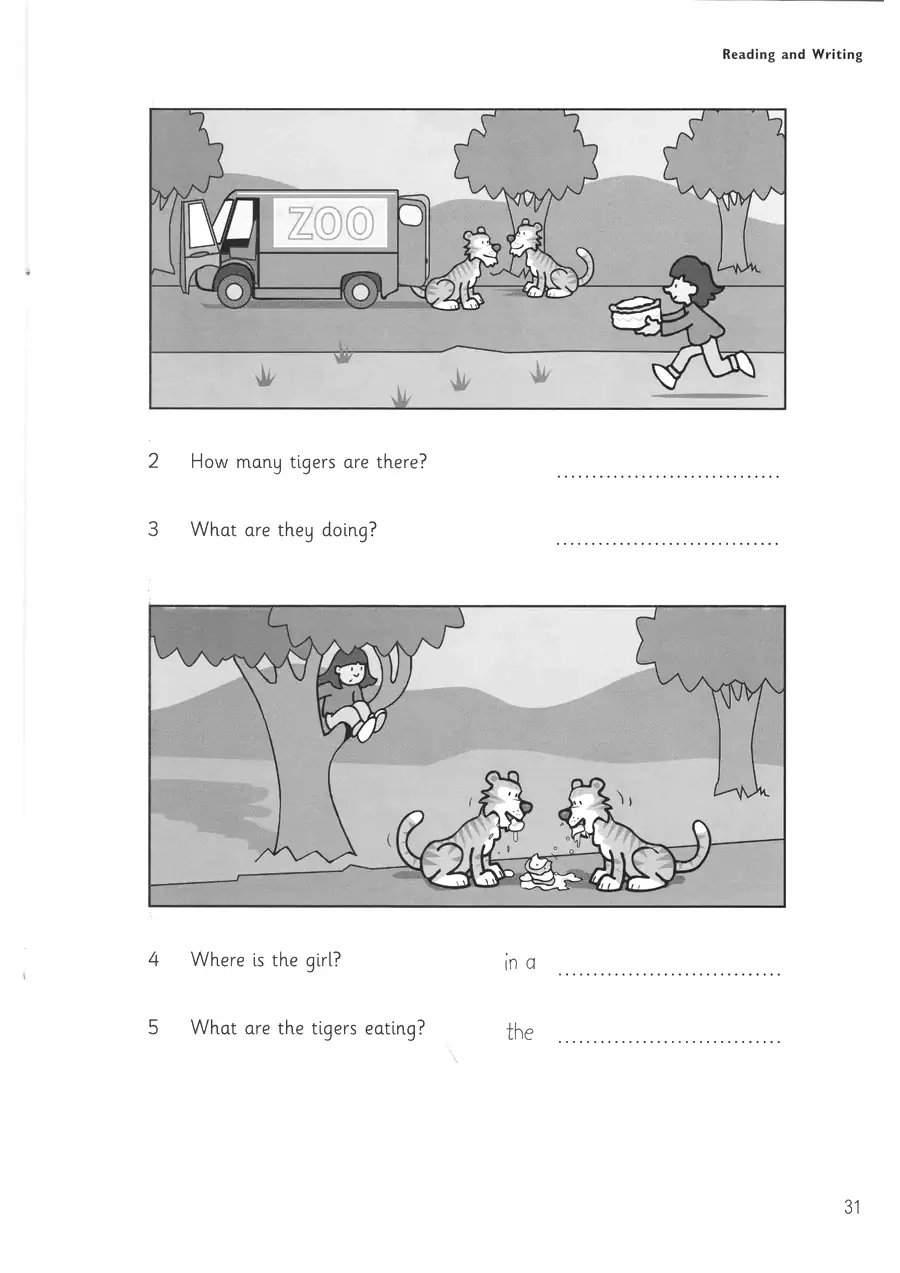 Reading and Writing
ZOO
2 How many tigers are there? ................................
3 What are they doing? ................................
4 Where is the girl? in a ................................
5 What are the tigers eating? the ................................
31